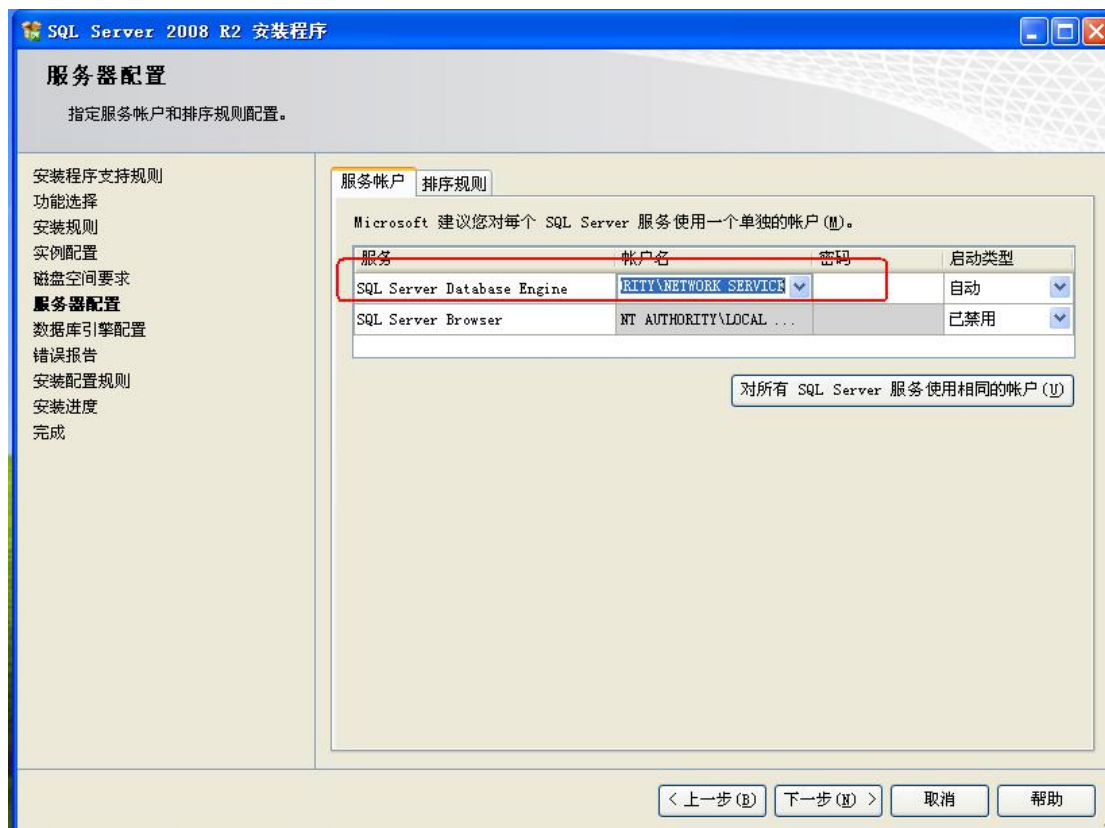 SQL Server 2008 R2 安装程序
服务器配置
指定服务帐户和排序规则配置。
安装程序支持规则
功能选择
安装规则
实例配置
磁盘空间要求
服务器配置
数据库引擎配置
错误报告
安装配置规则
安装进度
完成
服务帐户 排序规则
Microsoft 建议您对每个 SQL Server 服务使用一个单独的帐户(M)。
服务 帐户名 密码 启动类型
SQL Server Database Engine RITY\NETWORK SERVICE 自动
SQL Server Browser NT AUTHORITY\LOCAL ... 已禁用
对所有 SQL Server 服务使用相同的帐户(U)
< 上一步(B) 下一步(N) > 取消 帮助